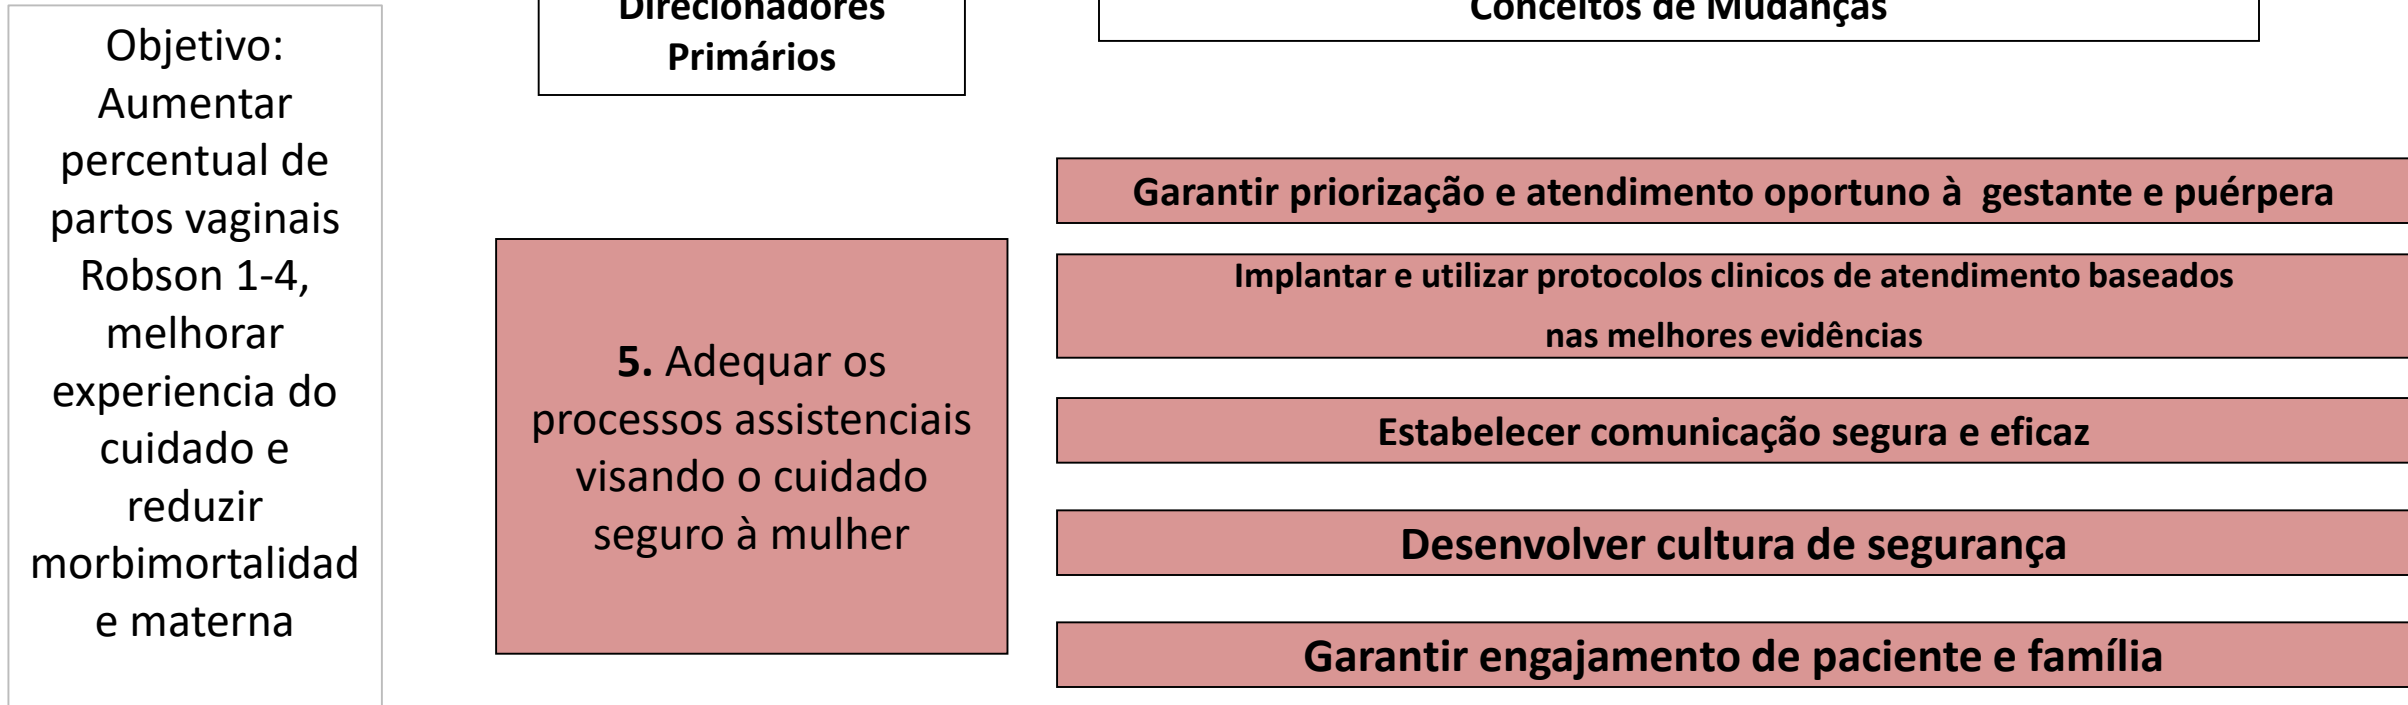 Objetivo:
Aumentar
percentual de
partos vaginais
Robson 1-4,
melhorar
experiencia do
cuidado e
reduzir
morbimortalidad
e materna
Direcionadores
Primários
5. Adequar os
processos assistenciais
visando o cuidado
seguro à mulher
Conceitos de Mudanças
Garantir priorização e atendimento oportuno à gestante e puérpera
Implantar e utilizar protocolos clinicos de atendimento baseados
nas melhores evidências
Estabelecer comunicação segura e eficaz
Desenvolver cultura de segurança
Garantir engajamento de paciente e família